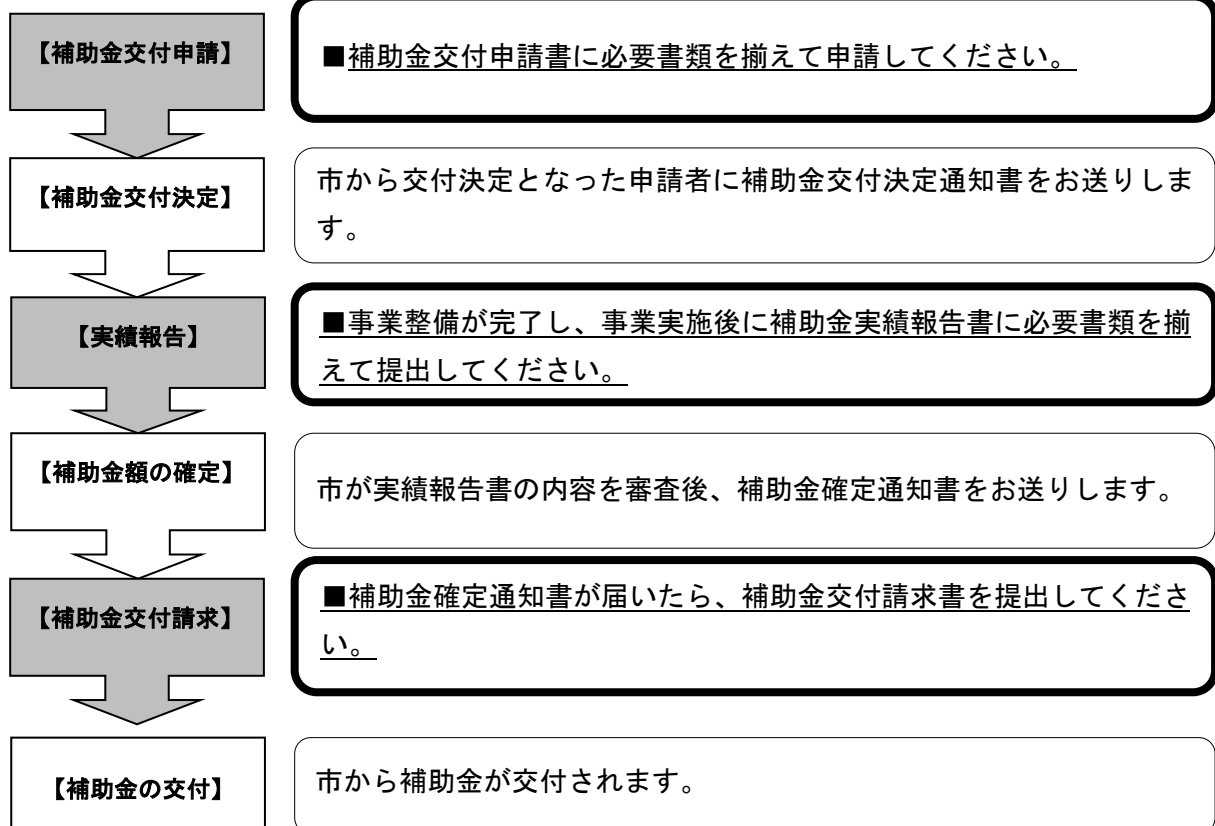 【補助金交付申請】
■補助金交付申請書に必要書類を揃えて申請してください。
【補助金交付決定】
市から交付決定となった申請者に補助金交付決定通知書をお送りしま
す。
【実績報告】
■事業整備が完了し、事業実施後に補助金実績報告書に必要書類を揃
えて提出してください。
【補助金額の確定】
市が実績報告書の内容を審査後、補助金確定通知書をお送りします。
【補助金交付請求】
■補助金確定通知書が届いたら、補助金交付請求書を提出してくださ
い。
【補助金の交付】
市から補助金が交付されます。